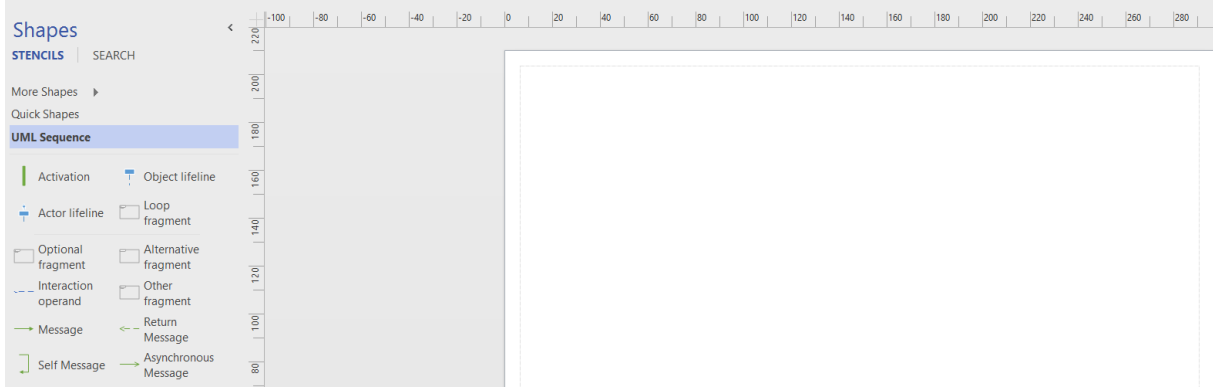 Shapes <
STENCILS SEARCH
More Shapes
Quick Shapes
UML Sequence
Activation
Object lifeline
Actor lifeline
Loop
fragment
Optional
fragment
Alternative
fragment
Interaction
operand
Other
fragment
Message
Return
Message
Self Message
Asynchronous
Message
-100 -80 -60 -40 -20 0 20 40 60 80 100 120 140 160 180 200 220 240 260 280
220
200
180
160
140
120
100
80